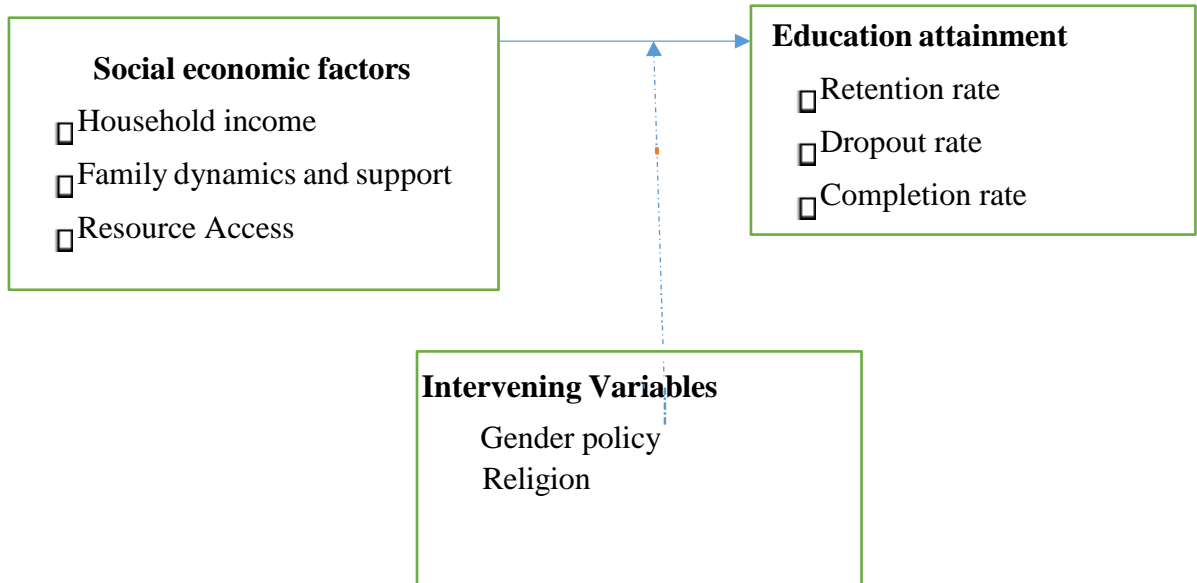 Social economic factors
Household income
Family dynamics and support
Resource Access
Education attainment
Retention rate
Dropout rate
Completion rate
Intervening Variables
Gender policy
Religion